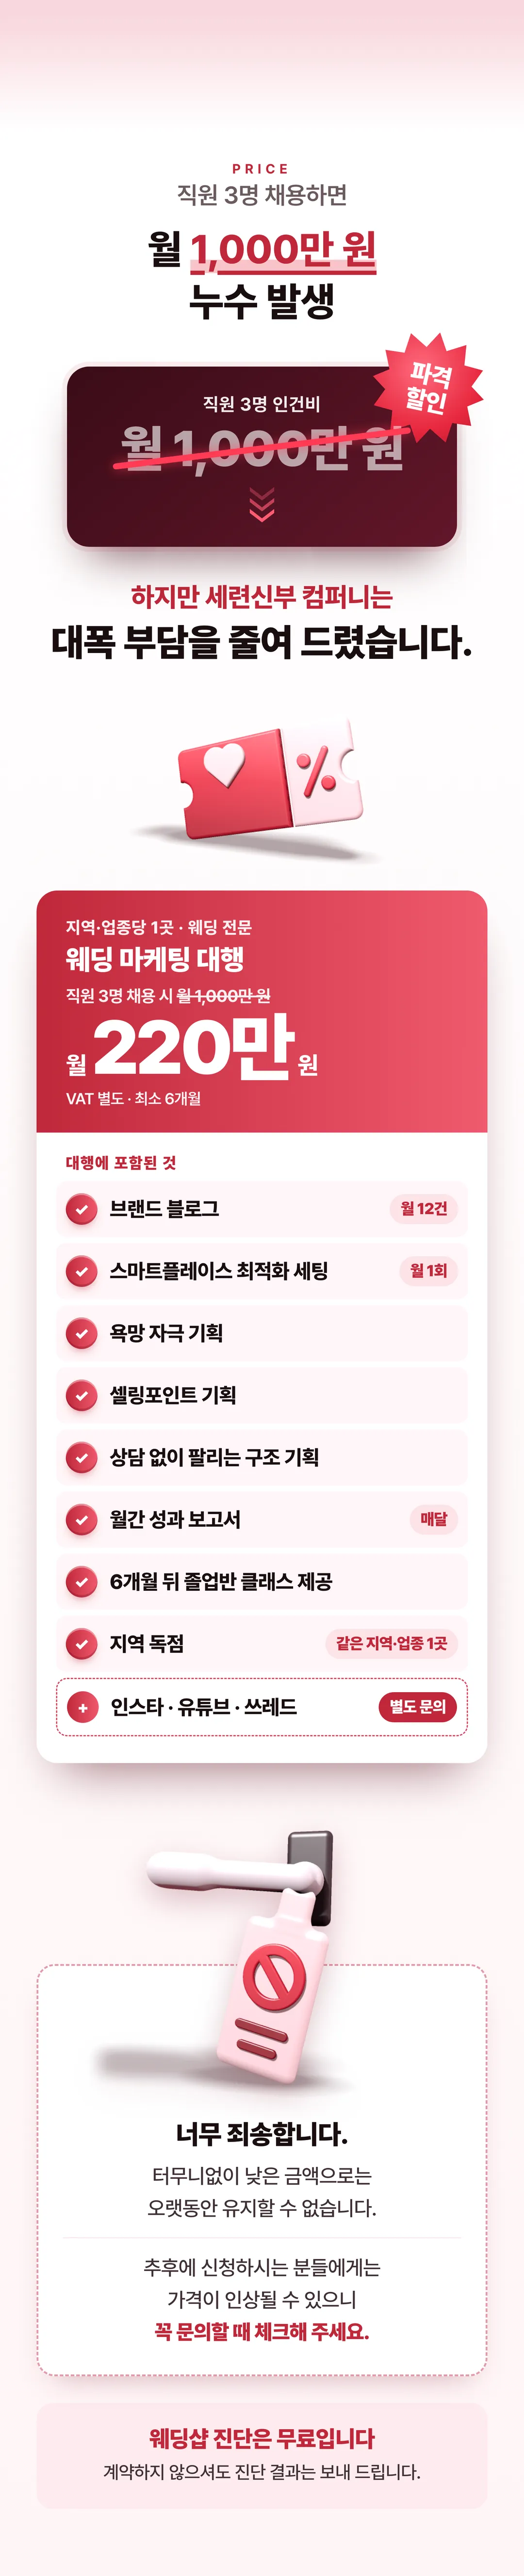 PRICE
직원 3명 채용하면
월 1,000만 원
누수 발생
파격
할인
직원 3명 인건비
월 1,000만 원
하지만 세련신부 컴퍼니는
대폭 부담을 줄여 드렸습니다.
%
지역·업종당 1곳 · 웨딩 전문
웨딩 마케팅 대행
직원 3명 채용 시 월 1,000만 원
월 220만 원
VAT 별도 · 최소 6개월
대행에 포함된 것
브랜드 블로그 월 12건
스마트플레이스 최적화 세팅 월 1회
욕망 자극 기획
셀링포인트 기획
상담 없이 팔리는 구조 기획
월간 성과 보고서 매달
6개월 뒤 졸업반 클래스 제공
지역 독점 같은 지역·업종 1곳
+ 인스타 · 유튜브 · 쓰레드 별도 문의
너무 죄송합니다.
터무니없이 낮은 금액으로는
오랫동안 유지할 수 없습니다.
추후에 신청하시는 분들에게는
가격이 인상될 수 있으니
꼭 문의할 때 체크해 주세요.
웨딩샵 진단은 무료입니다
계약하지 않으셔도 진단 결과는 보내 드립니다.